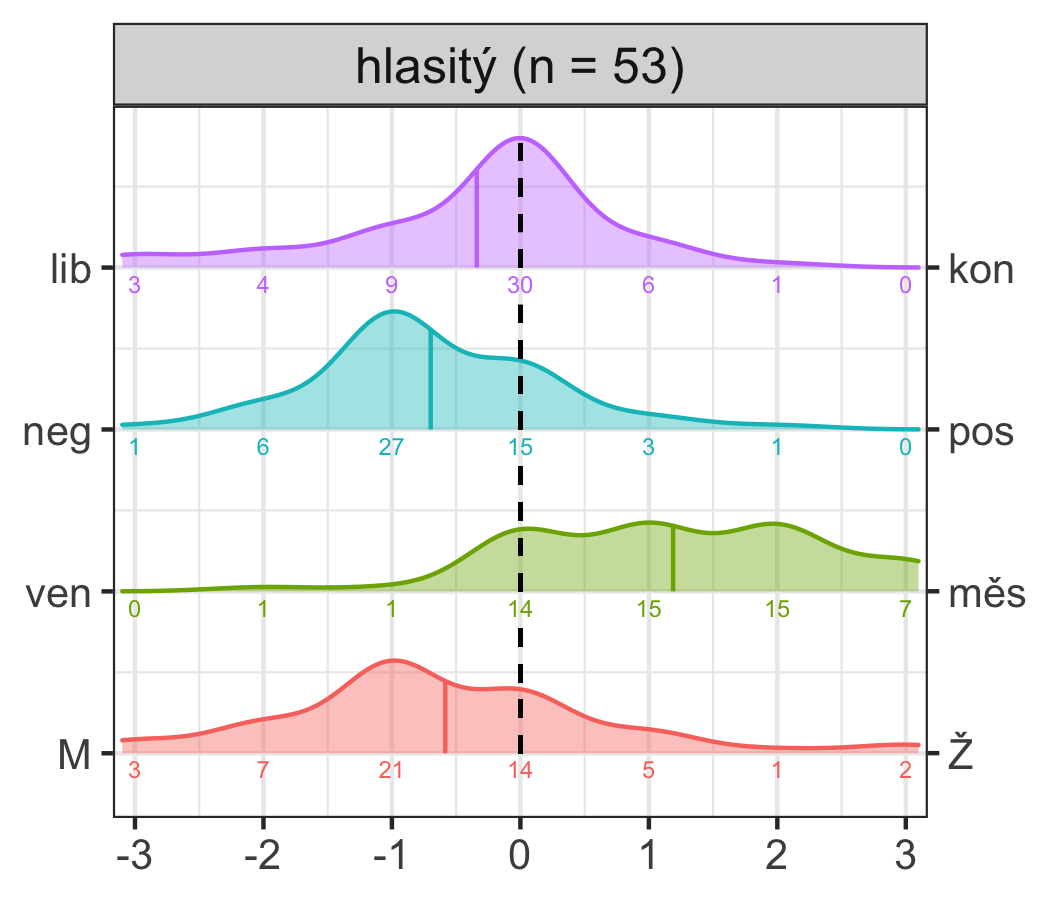 hlasitý (n = 53)
lib kon
3 4 9 30 6 1 0
neg pos
1 6 27 15 3 1 0
ven měs
0 1 1 14 15 15 7
M Ž
3 7 21 14 5 1 2
-3 -2 -1 0 1 2 3